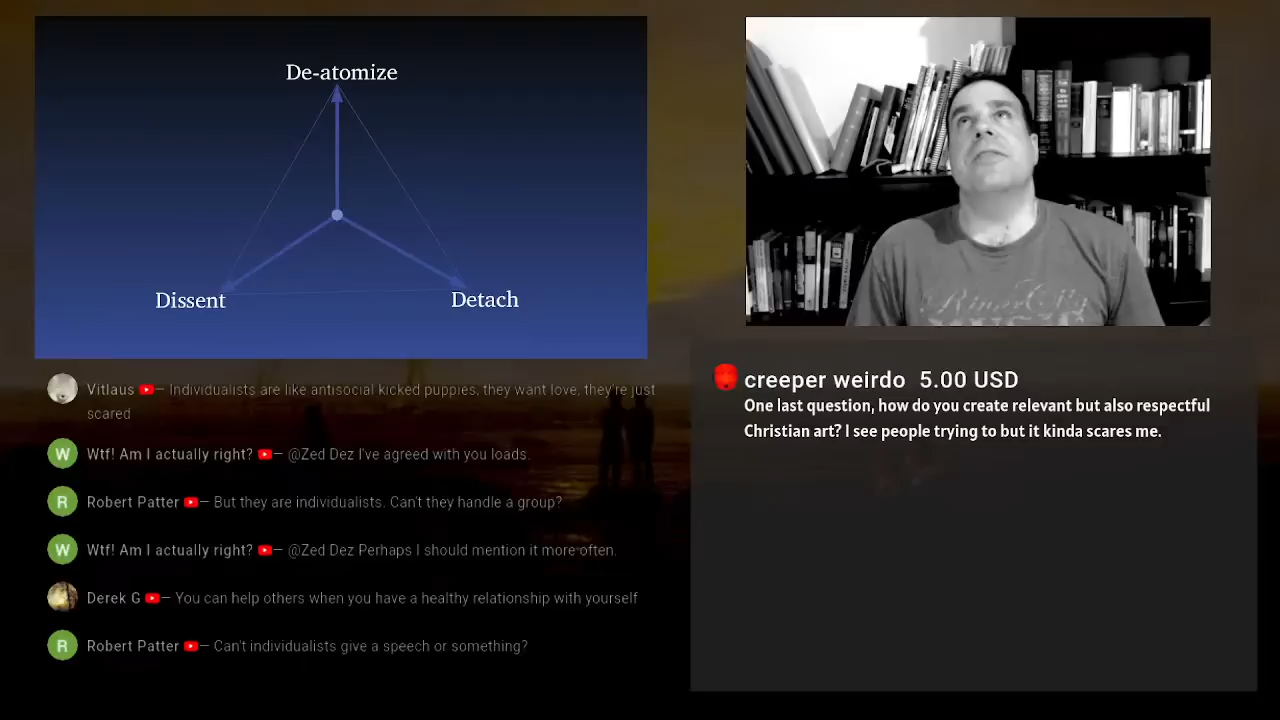 De-atomize
Dissent
Detach
Vitlaus — Individualists are like antisocial kicked puppies, they want love, they're just
scared
W Wtf! Am I actually right? — @Zed Dez I've agreed with you loads.
R Robert Patter — But they are individualists. Can't they handle a group?
W Wtf! Am I actually right? — @Zed Dez Perhaps I should mention it more often.
Derek G — You can help others when you have a healthy relationship with yourself
R Robert Patter — Can't individualists give a speech or something?
River City
creeper weirdo 5.00 USD
One last question, how do you create relevant but also respectful
Christian art? I see people trying to but it kinda scares me.